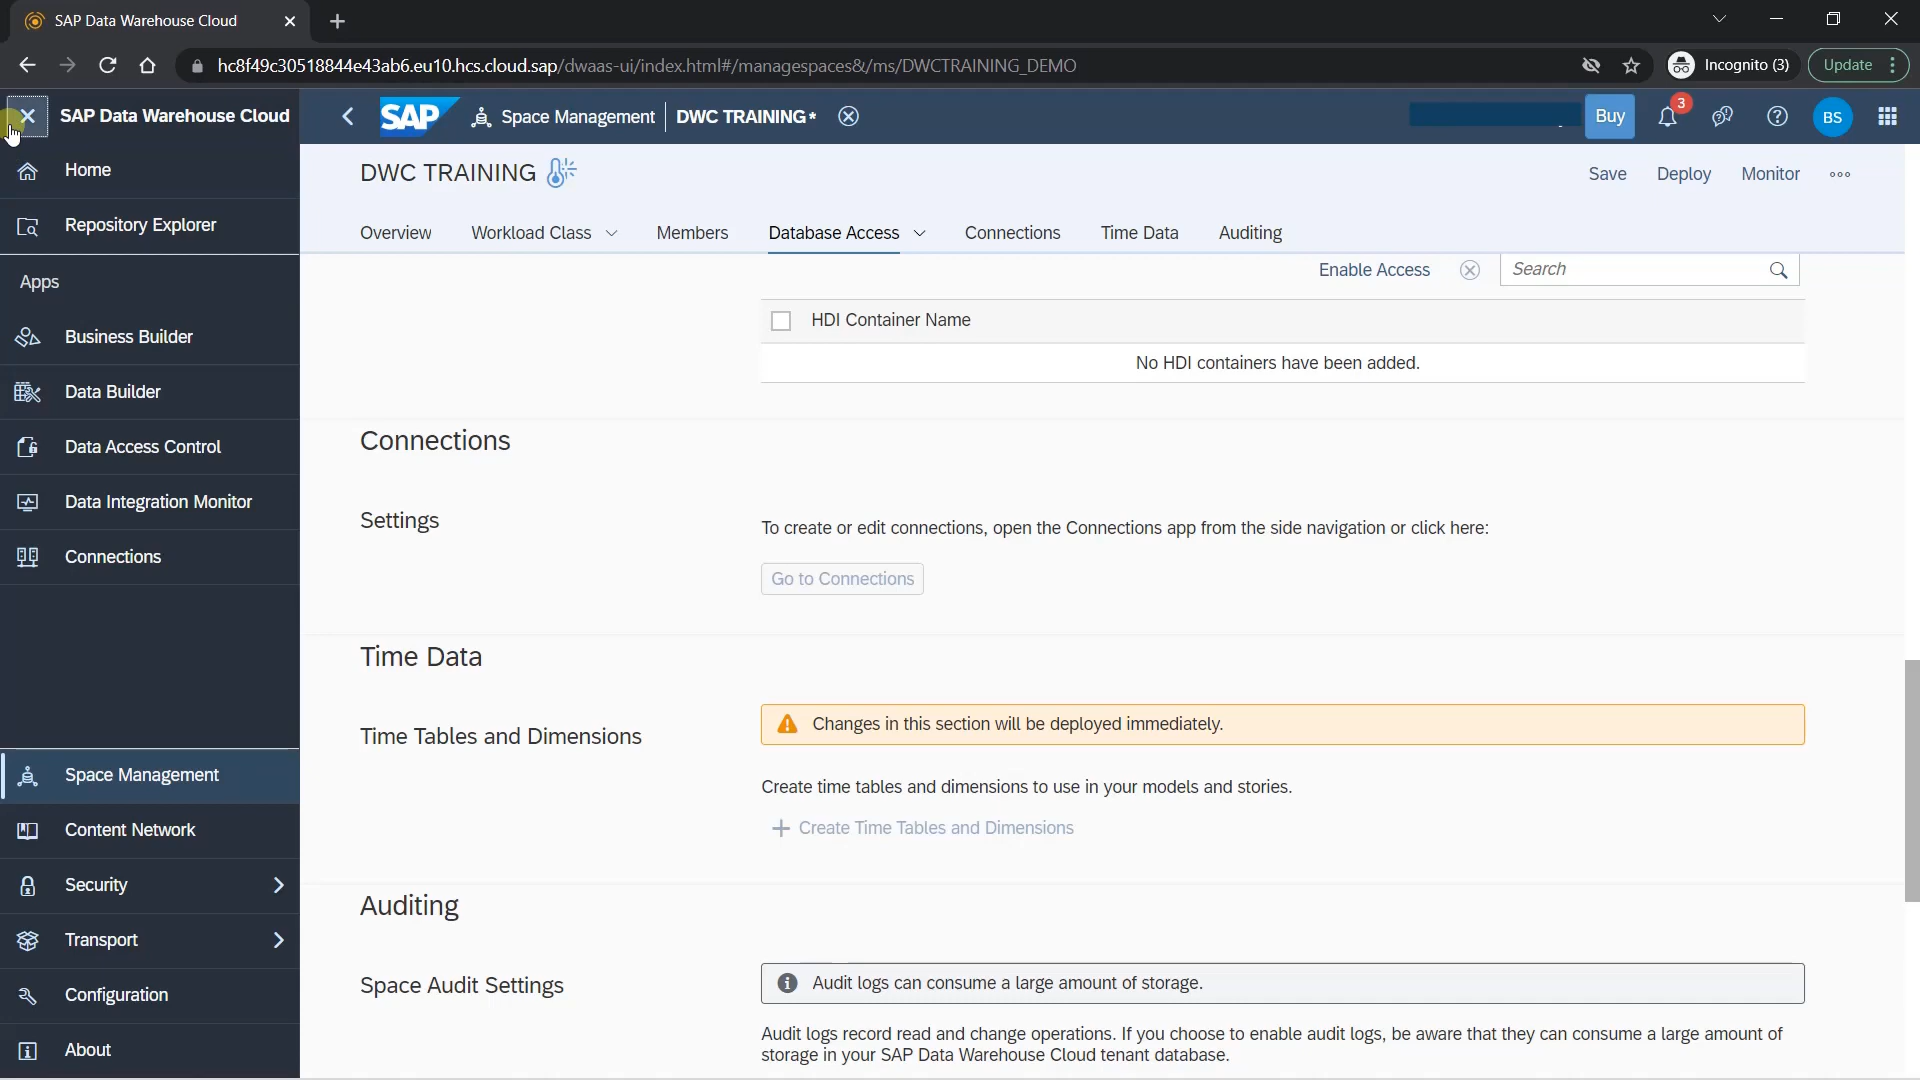 SAP Data Warehouse Cloud
hc8f49c30518844e43ab6.eu10.hcs.cloud.sap/dwaas-ui/index.html#/managespaces&/ms/DWCTRAINING_DEMO
Incognito (3)
Update
SAP Data Warehouse Cloud
SAP
Space Management
DWC TRAINING*
Buy
3
BS
Home
Repository Explorer
Apps
Business Builder
Data Builder
Data Access Control
Data Integration Monitor
Connections
Space Management
Content Network
Security
Transport
Configuration
About
DWC TRAINING
Save
Deploy
Monitor
Overview
Workload Class
Members
Database Access
Connections
Time Data
Auditing
Enable Access
Search
HDI Container Name
No HDI containers have been added.
Connections
Settings
To create or edit connections, open the Connections app from the side navigation or click here:
Go to Connections
Time Data
Time Tables and Dimensions
Changes in this section will be deployed immediately.
Create time tables and dimensions to use in your models and stories.
Create Time Tables and Dimensions
Auditing
Space Audit Settings
Audit logs can consume a large amount of storage.
Audit logs record read and change operations. If you choose to enable audit logs, be aware that they can consume a large amount of
storage in your SAP Data Warehouse Cloud tenant database.